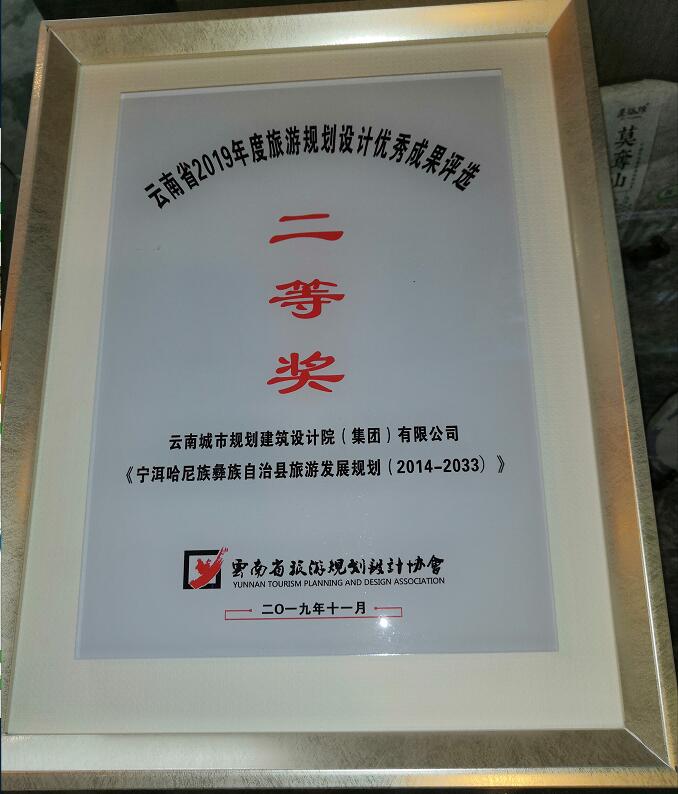 云南省2019年度旅游规划设计优秀成果评选
二
等
奖
云南城市规划建筑设计院（集团）有限公司
《宁洱哈尼族彝族自治县旅游发展规划（2014-2033）》
雲南省旅游规划设计协會
YUNNAN TOURISM PLANNING AND DESIGN ASSOCIATION
二〇一九年十一月